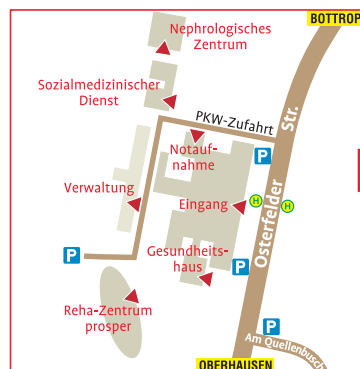 BOTTROP
Nephrologisches
Zentrum
Sozialmedizinischer
Dienst
PKW-Zufahrt
Osterfelder Str.
Notauf-
nahme
P
Verwaltung
Eingang
H
H
Gesundheits-
haus
P
P
Reha-Zentrum
prosper
P
Am Quellenbusch
OBERHAUSEN